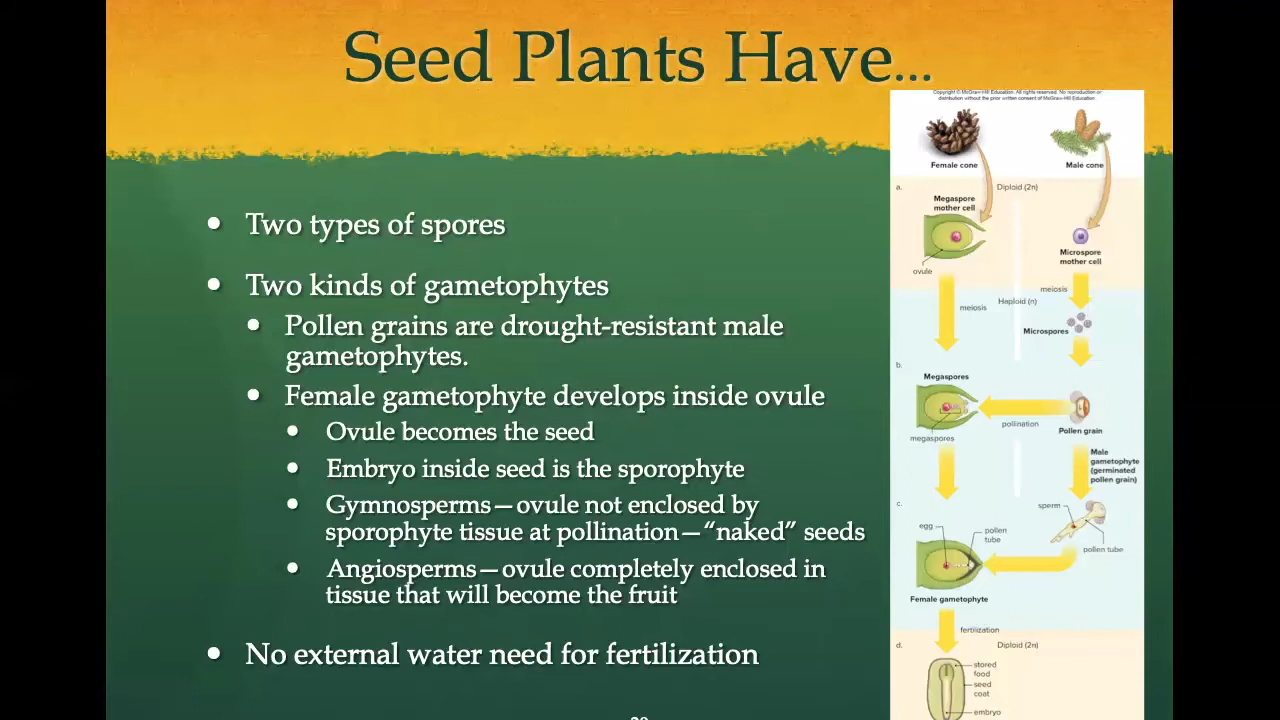 Seed Plants Have...
Two types of spores
Two kinds of gametophytes
Pollen grains are drought-resistant male
gametophytes.
Female gametophyte develops inside ovule
Ovule becomes the seed
Embryo inside seed is the sporophyte
Gymnosperms—ovule not enclosed by
sporophyte tissue at pollination—“naked” seeds
Angiosperms—ovule completely enclosed in
tissue that will become the fruit
No external water need for fertilization
Copyright © McGraw-Hill Education. All rights reserved. No reproduction or
distribution without the prior written consent of McGraw-Hill Education.
Female cone
Male cone
a.
Diploid (2n)
Megaspore
mother cell
ovule
Microspore
mother cell
meiosis
meiosis
Haploid (n)
Microspores
b.
Megaspores
megaspores
pollination
Pollen grain
Male
gametophyte
(germinated
pollen grain)
c.
egg
pollen
tube
sperm
pollen tube
Female gametophyte
fertilization
d.
Diploid (2n)
stored
food
seed
coat
embryo